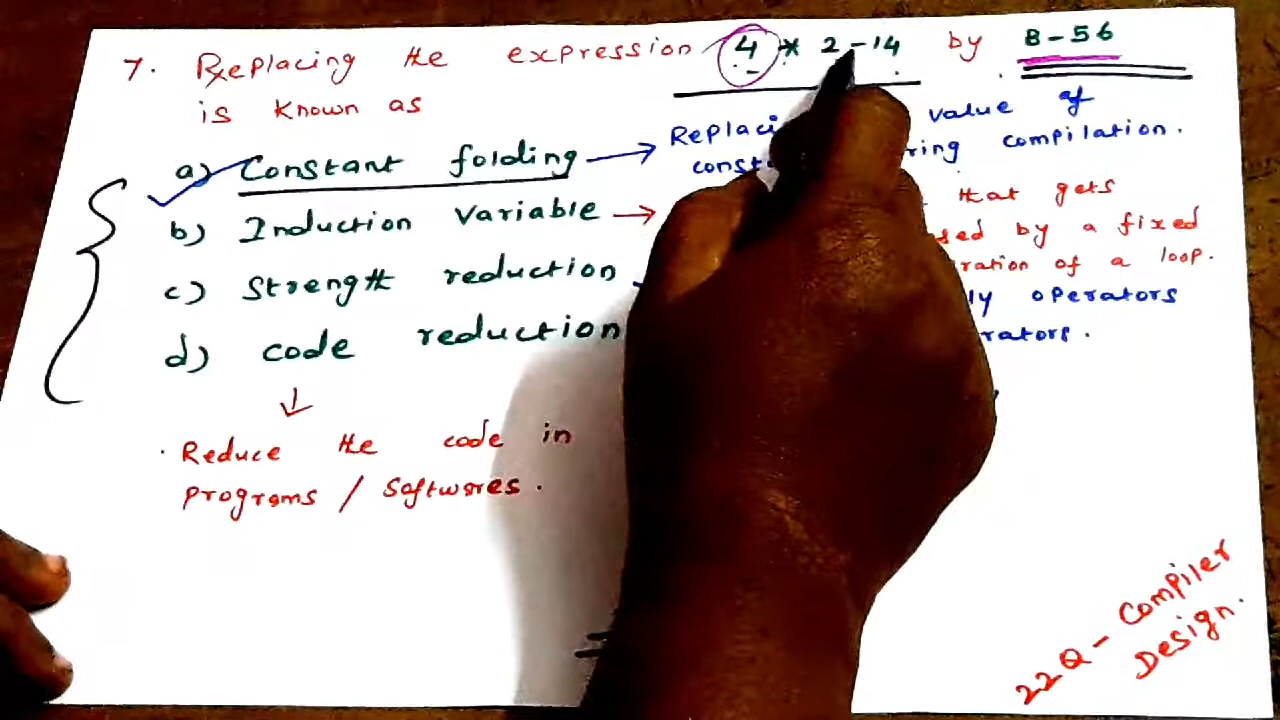 7. Replacing the expression 4 * 2-14 by 8-56
is known as
a) Constant folding → Replaci value of
const ring compilation.
b) Induction Variable → that gets
sed by a fixed
ration of a loop.
c) Strength reduction ly operators
rators.
d) code reduction
↓
. Reduce the code in
programs / Softwares.
22Q - Compiler
Design.